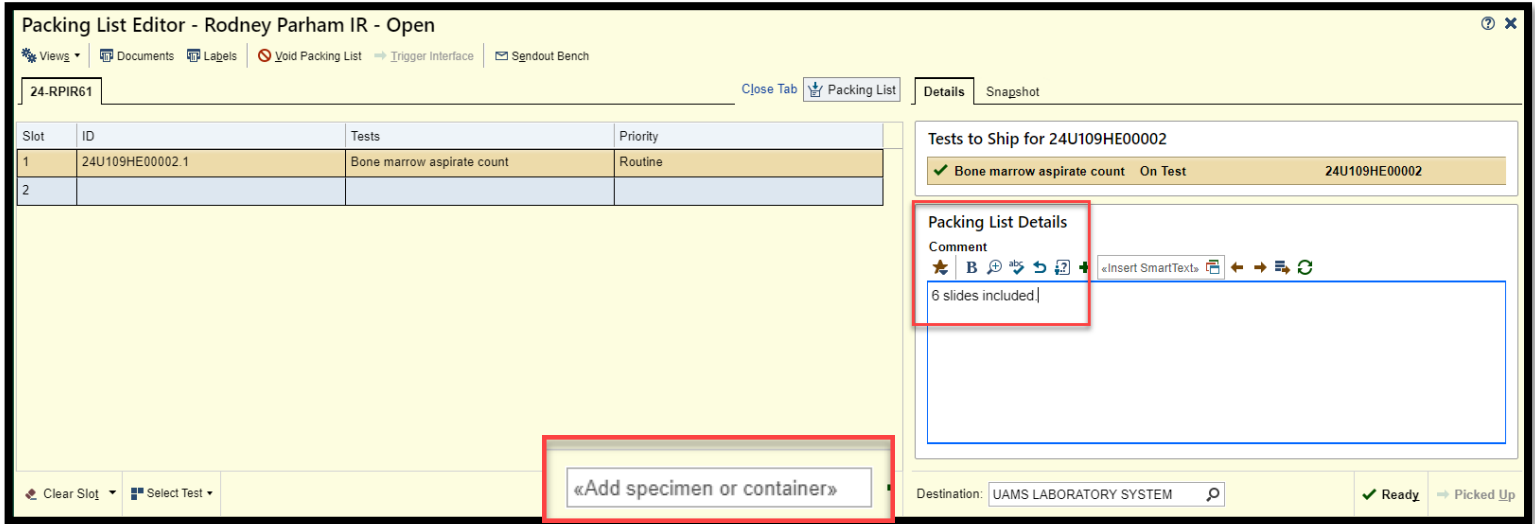 Packing List Editor - Rodney Parham IR - Open
Views Documents Labels Void Packing List Trigger Interface Sendout Bench
24-RPIR61 Close Tab Packing List
Slot ID Tests Priority
1 24U109HE00002.1 Bone marrow aspirate count Routine
2
«Add specimen or container»
Clear Slot Select Test
Details Snapshot
Tests to Ship for 24U109HE00002
Bone marrow aspirate count On Test 24U109HE00002
Packing List Details
Comment
B abc «Insert SmartText»
6 slides included.
Destination: UAMS LABORATORY SYSTEM Ready Picked Up